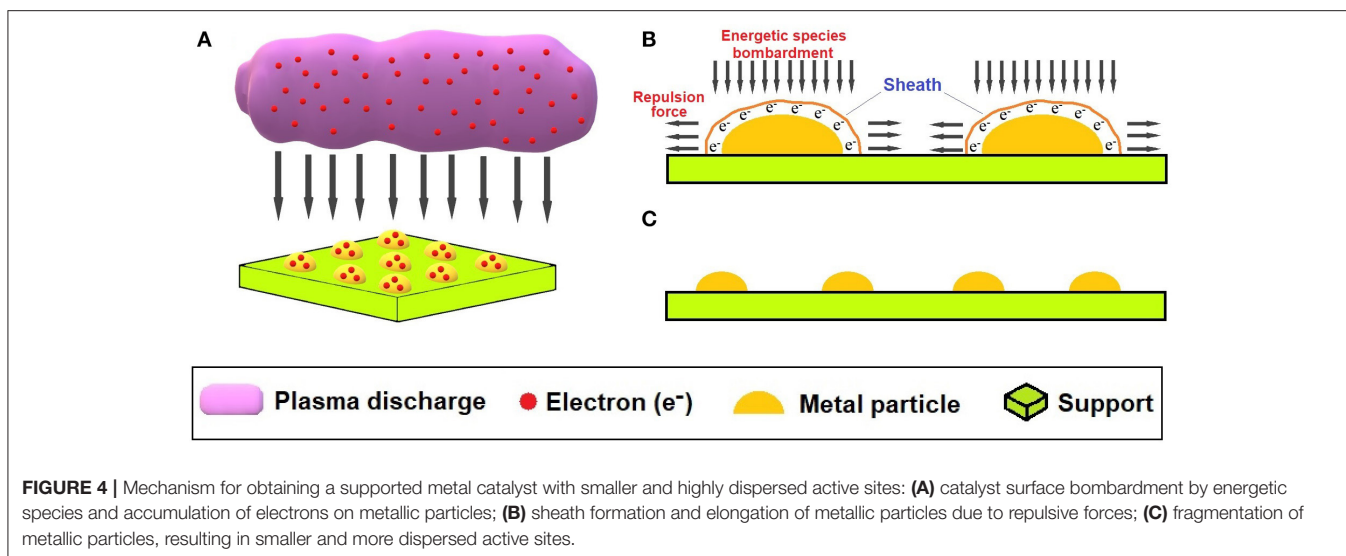 A
B
Energetic species
bombardment
Sheath
Repulsion
force
e⁻ e⁻ e⁻ e⁻ e⁻ e⁻ e⁻
e⁻ e⁻ e⁻ e⁻ e⁻ e⁻ e⁻
C
Plasma discharge Electron (e⁻) Metal particle Support
FIGURE 4 | Mechanism for obtaining a supported metal catalyst with smaller and highly dispersed active sites: (A) catalyst surface bombardment by energetic
species and accumulation of electrons on metallic particles; (B) sheath formation and elongation of metallic particles due to repulsive forces; (C) fragmentation of
metallic particles, resulting in smaller and more dispersed active sites.